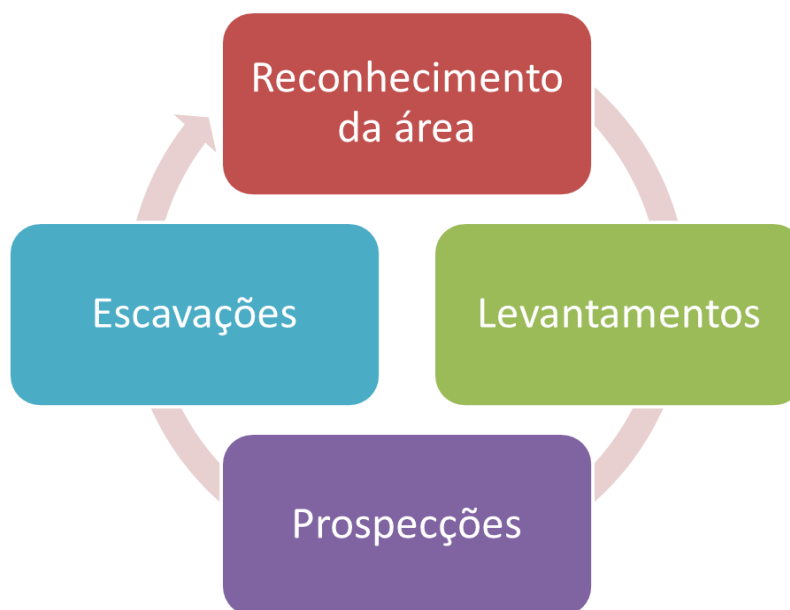 Reconhecimento
da área
Levantamentos
Prospecções
Escavações